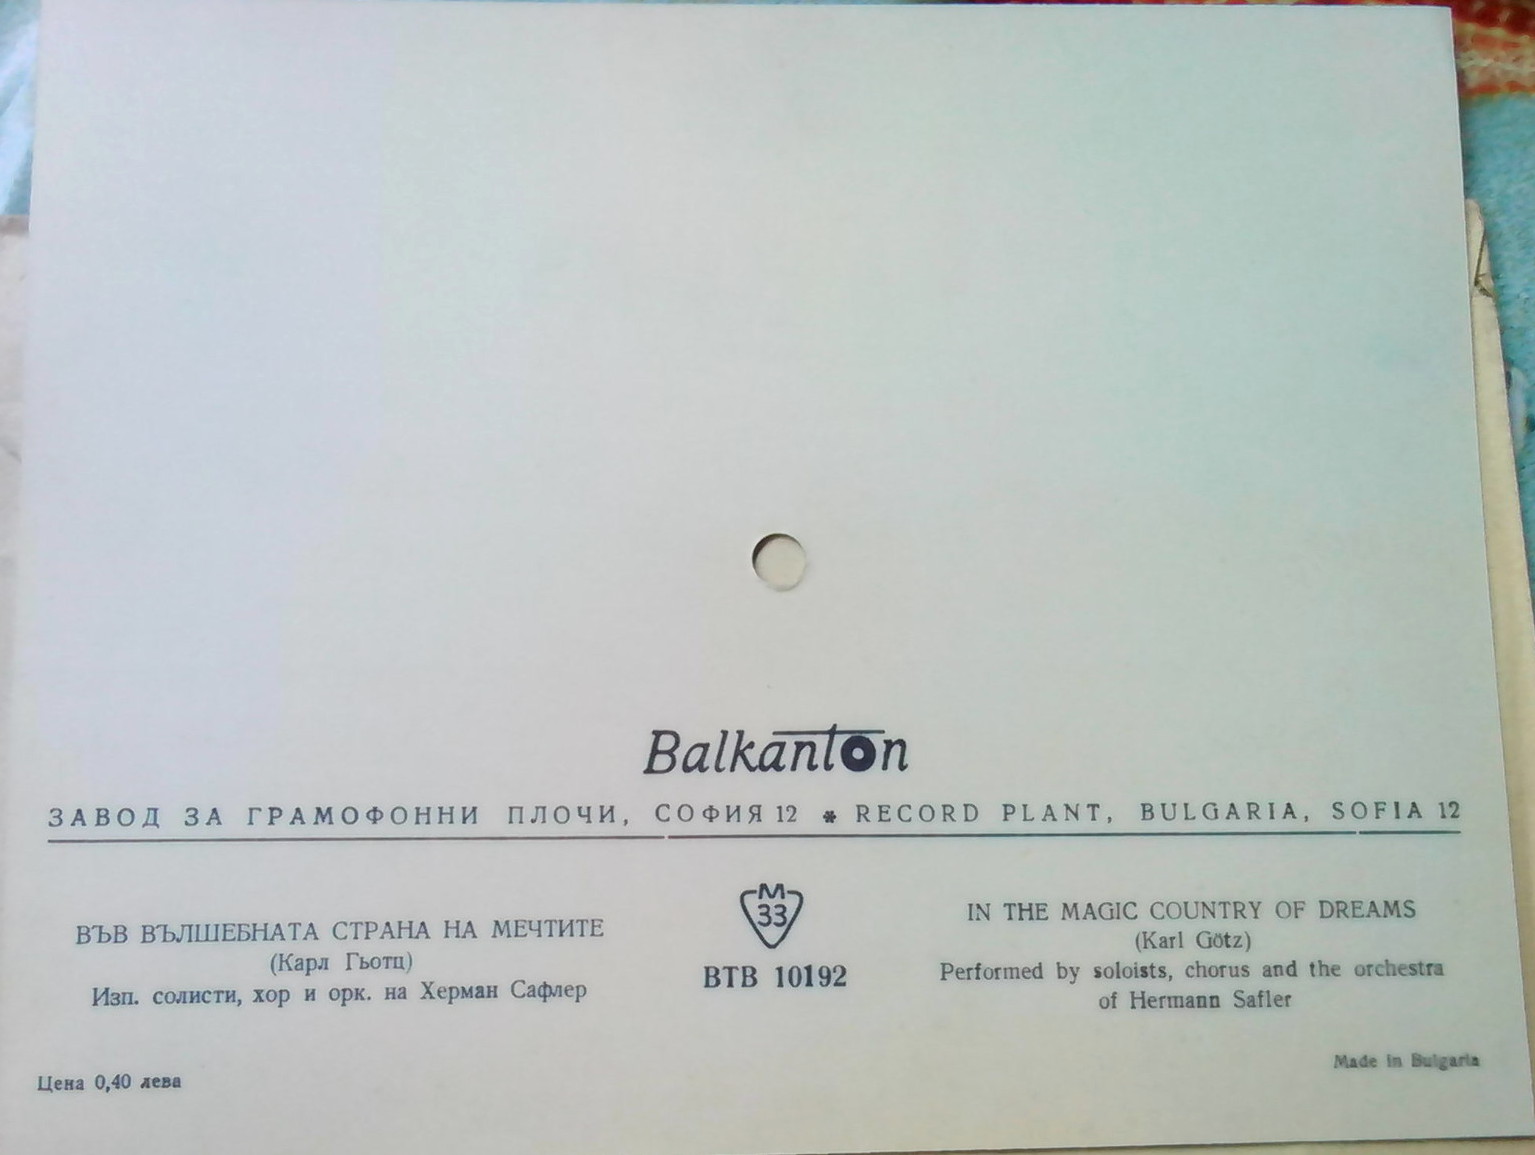 Balkanton
ЗАВОД ЗА ГРАМОФОННИ ПЛОЧИ, СОФИЯ 12 * RECORD PLANT, BULGARIA, SOFIA 12
ВЪВ ВЪЛШЕБНАТА СТРАНА НА МЕЧТИТЕ
(Карл Гьотц)
Изп. солисти, хор и орк. на Херман Сафлер
Цена 0,40 лева
М
33
ВТВ 10192
IN THE MAGIC COUNTRY OF DREAMS
(Karl Götz)
Performed by soloists, chorus and the orchestra
of Hermann Safler
Made in Bulgaria